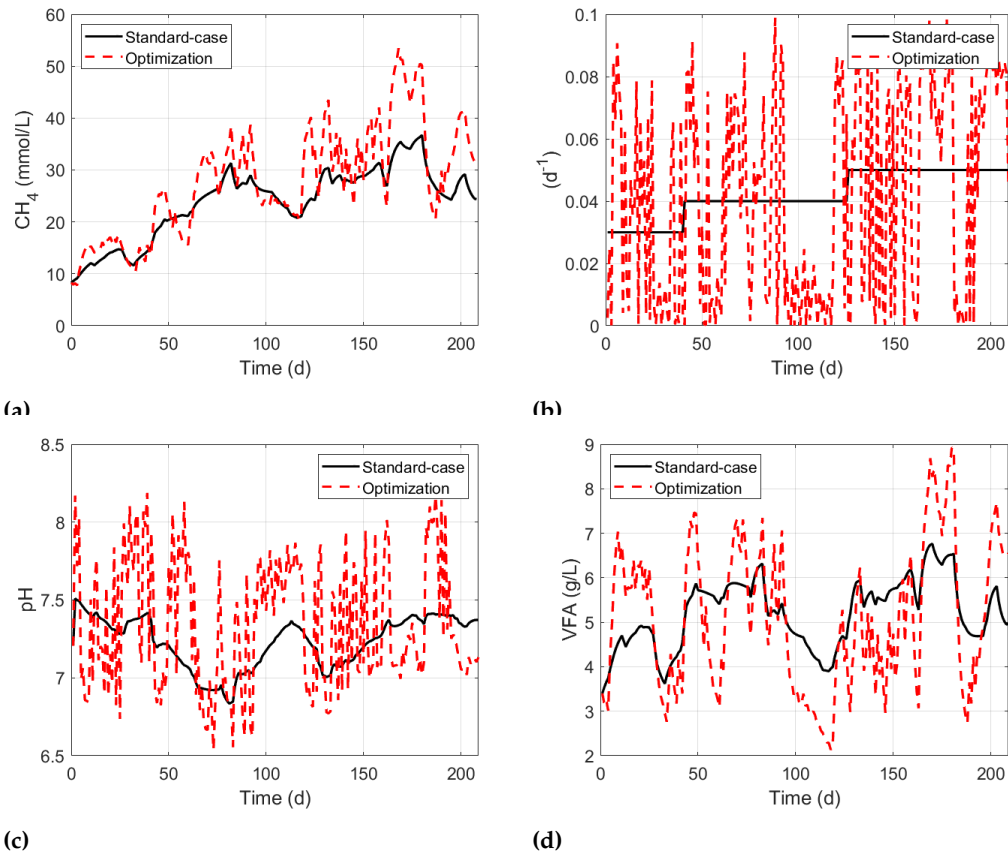 60
50
40
30
20
10
0
CH4 (mmol/L)
Standard-case
Optimization
0 50 100 150 200
Time (d)
(a)
0.1
0.08
0.06
0.04
0.02
0
(d-1)
Standard-case
Optimization
0 50 100 150 200
Time (d)
(b)
8.5
8
7.5
7
6.5
pH
Standard-case
Optimization
0 50 100 150 200
Time (d)
(c)
9
8
7
6
5
4
3
2
VFA (g/L)
Standard-case
Optimization
0 50 100 150 200
Time (d)
(d)